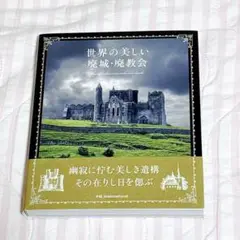 世界の美しい
廃城・廃教会
幽寂に佇む美しき遺構
その在りし日を偲ぶ